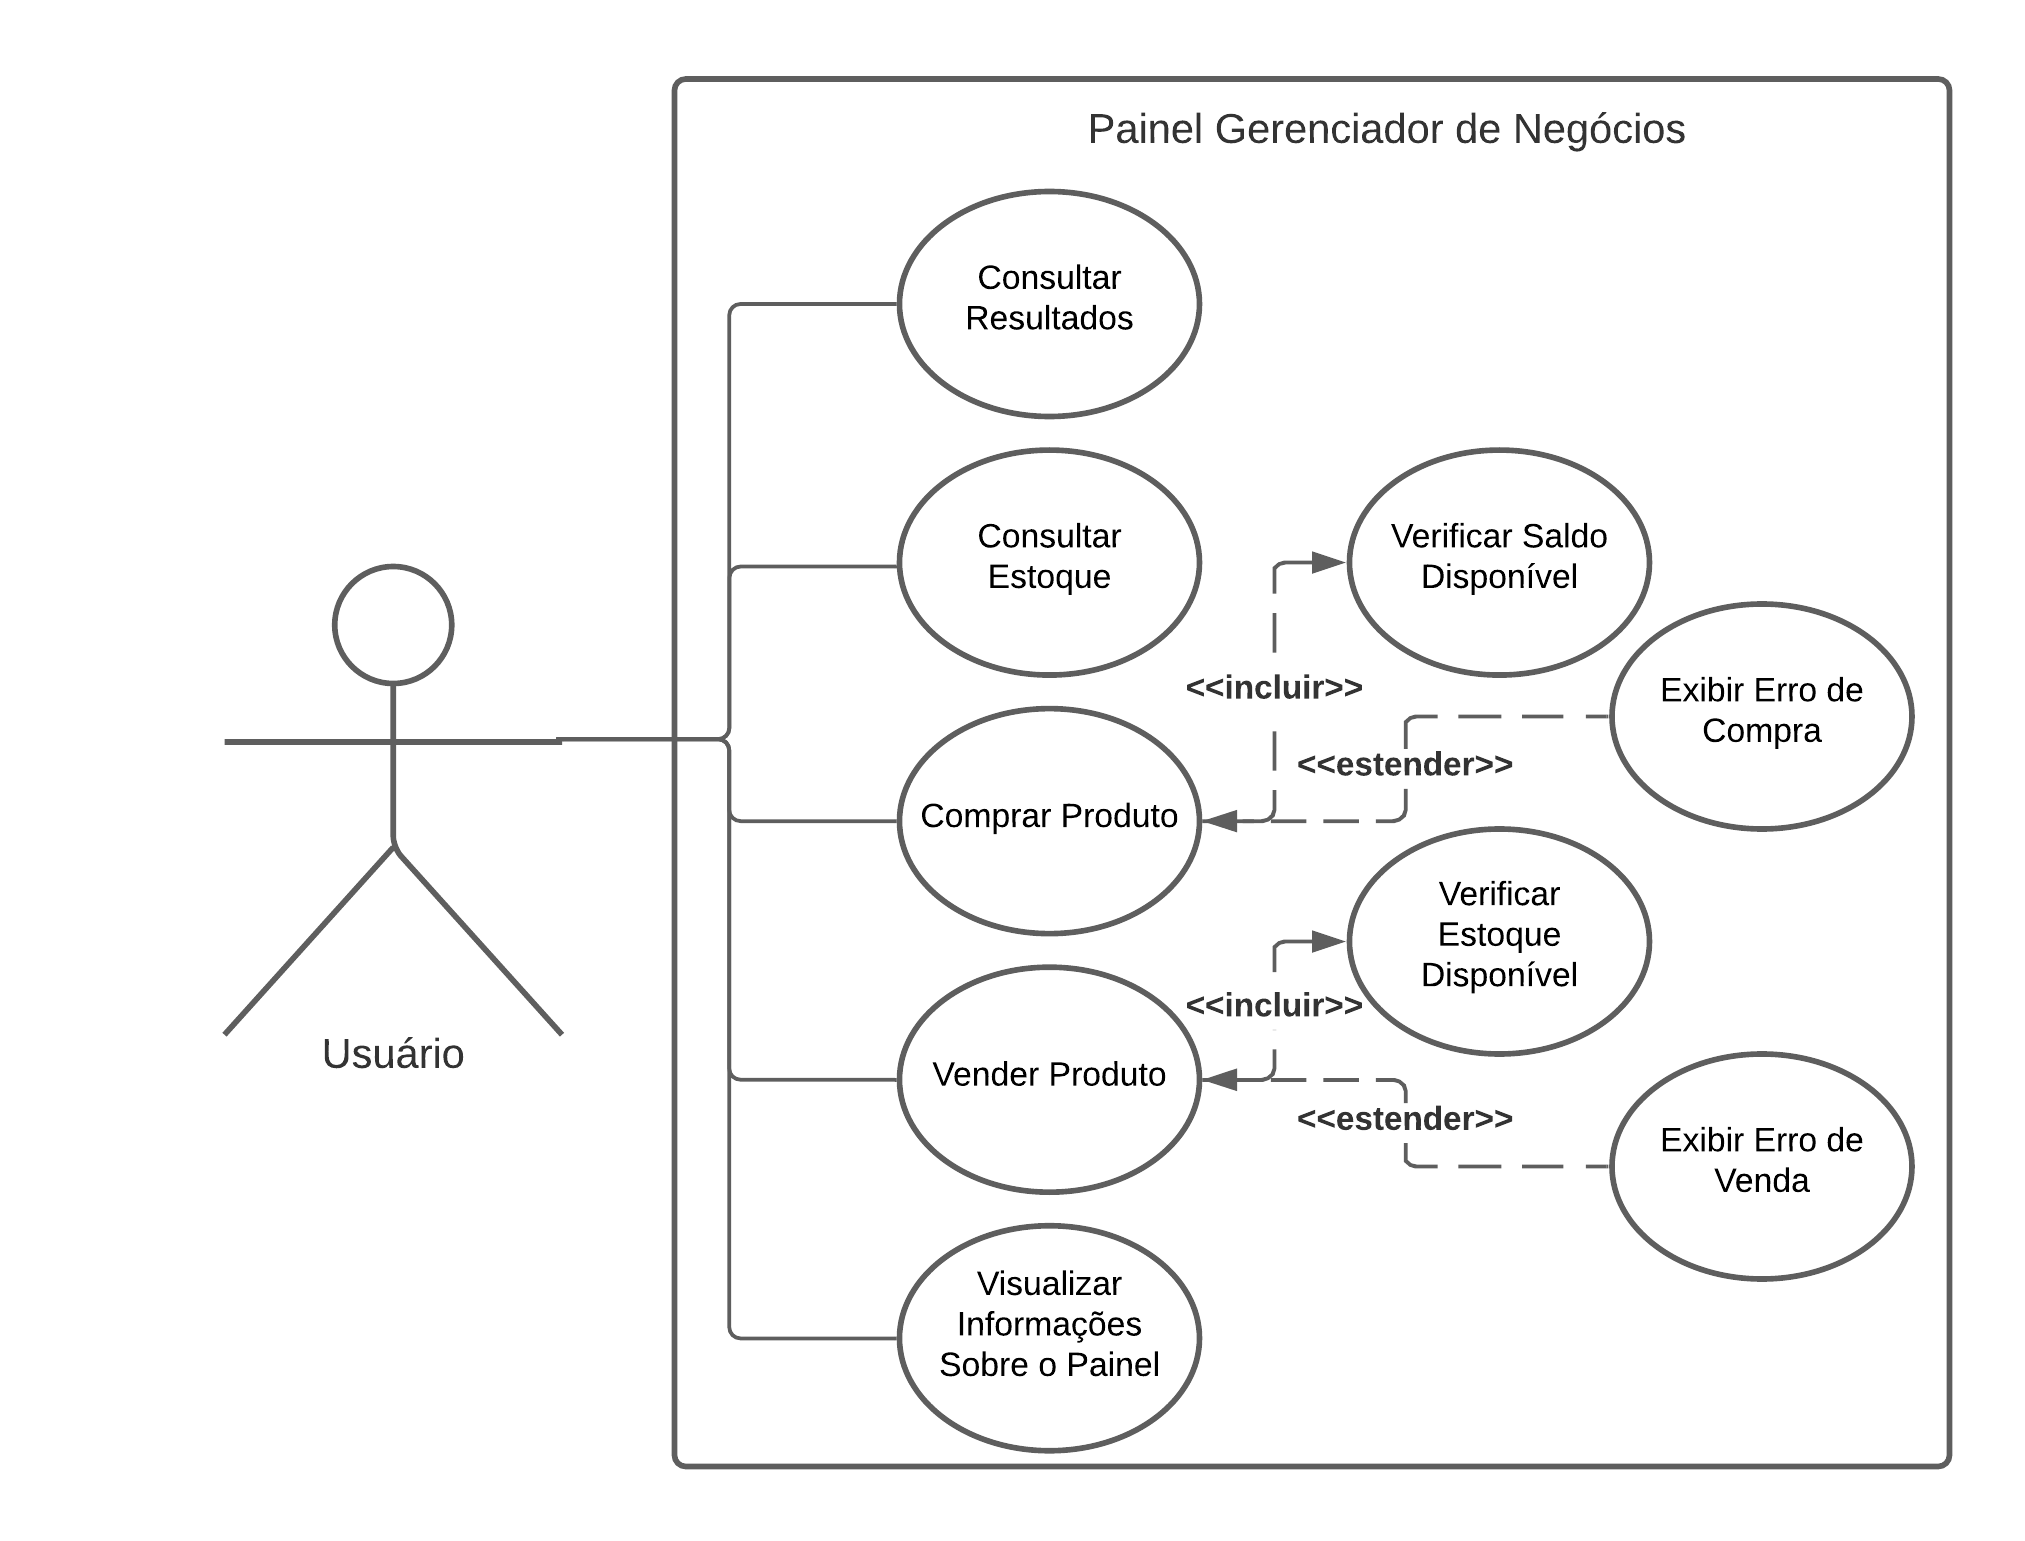 Painel Gerenciador de Negócios
Consultar
Resultados
Consultar
Estoque
Verificar Saldo
Disponível
<<incluir>>
Exibir Erro de
Compra
<<estender>>
Comprar Produto
Verificar
Estoque
Disponível
<<incluir>>
Usuário
Vender Produto
<<estender>>
Exibir Erro de
Venda
Visualizar
Informações
Sobre o Painel